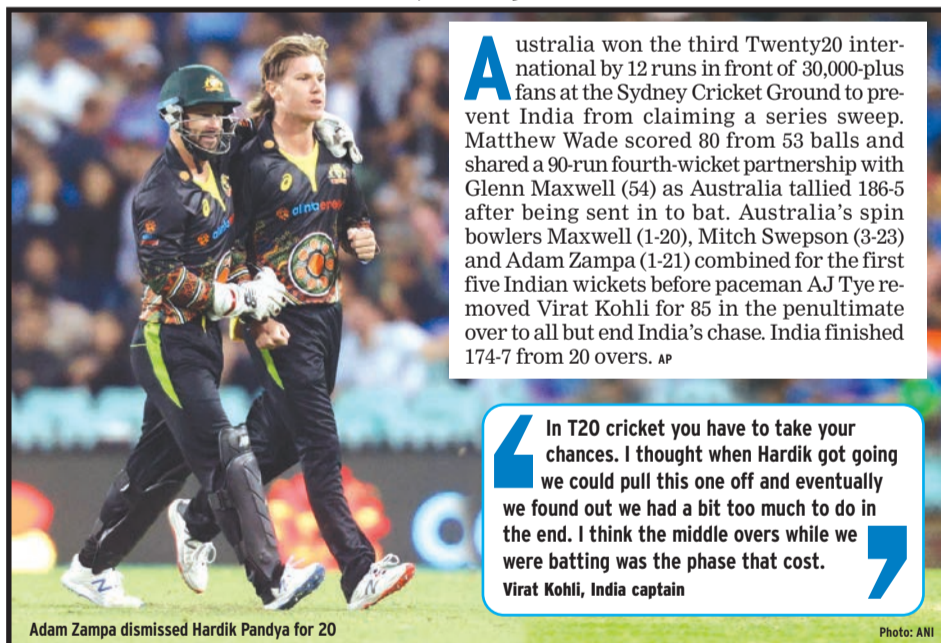 Australia won the third Twenty20 inter-
national by 12 runs in front of 30,000-plus
fans at the Sydney Cricket Ground to pre-
vent India from claiming a series sweep.
Matthew Wade scored 80 from 53 balls and
shared a 90-run fourth-wicket partnership with
Glenn Maxwell (54) as Australia tallied 186-5
after being sent in to bat. Australia's spin
bowlers Maxwell (1-20), Mitch Swepson (3-23)
and Adam Zampa (1-21) combined for the first
five Indian wickets before paceman AJ Tye re-
moved Virat Kohli for 85 in the penultimate
over to all but end India's chase. India finished
174-7 from 20 overs. AP
‘In T20 cricket you have to take your
chances. I thought when Hardik got going
we could pull this one off and eventually
we found out we had a bit too much to do in
the end. I think the middle overs while we
were batting was the phase that cost.’
Virat Kohli, India captain
Adam Zampa dismissed Hardik Pandya for 20
Photo: ANI